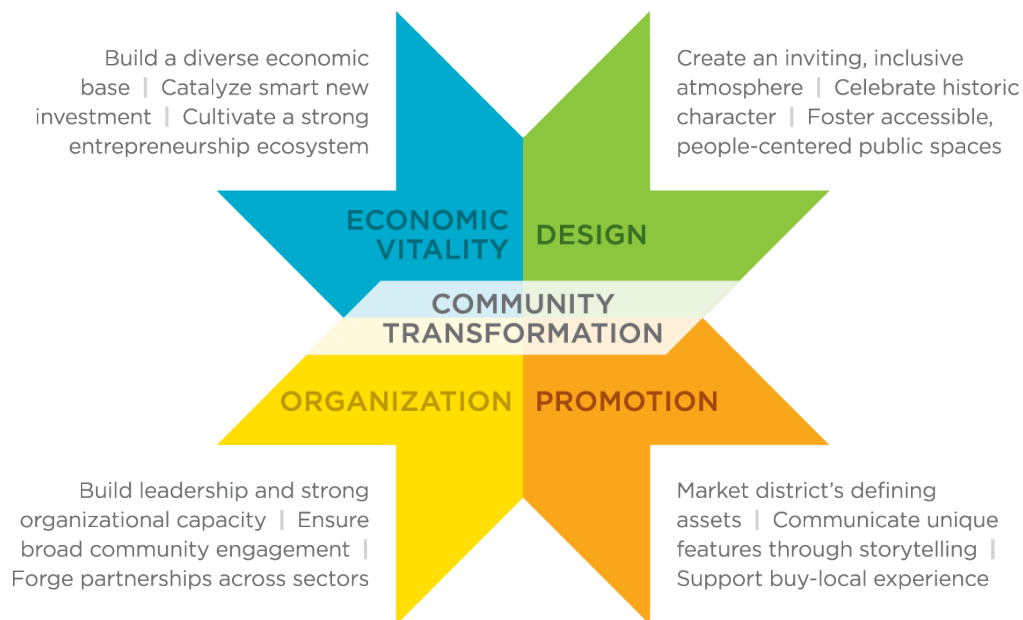 Build a diverse economic
base | Catalyze smart new
investment | Cultivate a strong
entrepreneurship ecosystem
Create an inviting, inclusive
atmosphere | Celebrate historic
character | Foster accessible,
people-centered public spaces
ECONOMIC
VITALITY
DESIGN
COMMUNITY
TRANSFORMATION
ORGANIZATION
PROMOTION
Build leadership and strong
organizational capacity | Ensure
broad community engagement |
Forge partnerships across sectors
Market district’s defining
assets | Communicate unique
features through storytelling |
Support buy-local experience